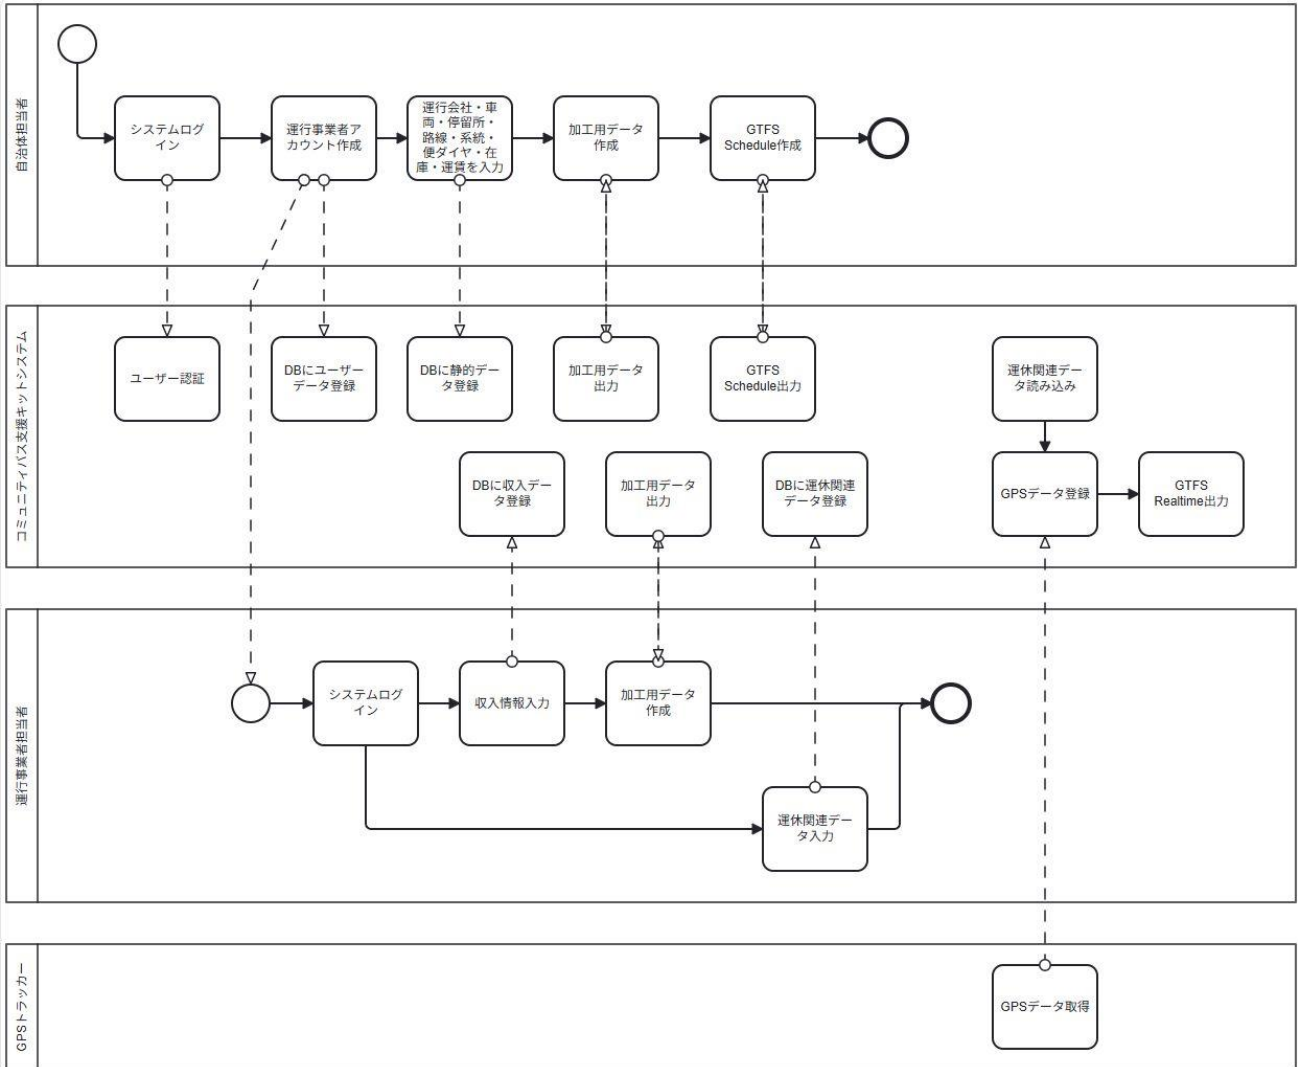 自治体担当者
システムログ
イン
運行事業者ア
カウント作成
運行会社・車
両・停留所・
路線・系統・
便ダイヤ・在
庫・運賃を入力
加工用データ
作成
GTFS
Schedule作成
コミュニティバス支援キットシステム
ユーザー認証
DBにユーザー
データ登録
DBに静的デー
タ登録
加工用データ
出力
GTFS
Schedule出力
運休関連デー
タ読み込み
DBに収入デー
タ登録
加工用データ
出力
DBに運休関連
データ登録
GPSデータ登録
GTFS
Realtime出力
運行事業者担当者
システムログ
イン
収入情報入力
加工用データ
作成
運休関連デー
タ入力
GPSトラッカー
GPSデータ取得